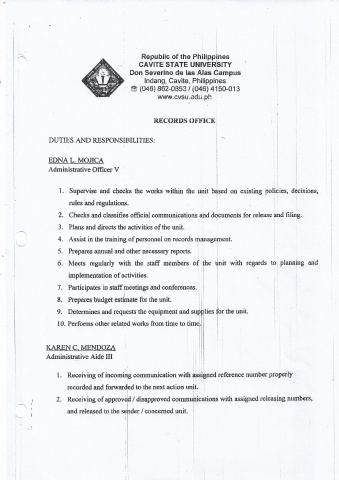 Republic of the Philippines
CAVITE STATE UNIVERSITY
Don Severino de las Alas Campus
Indang, Cavite, Philippines
☎ (046) 862-0853 / (046) 4150-013
www.cvsu.edu.ph
RECORDS OFFICE
DUTIES AND RESPONSIBILITIES:
EDNA L. MOJICA
Administrative Officer V
1. Supervise and checks the works within the unit based on existing policies, decisions,
rules and regulations.
2. Checks and classifies official communications and documents for release and filing.
3. Plans and directs the activities of the unit.
4. Assist in the training of personnel on records management.
5. Prepares annual and other necessary reports.
6. Meets regularly with the staff members of the unit with regards to planning and
implementation of activities.
7. Participates in staff meetings and conferences.
8. Prepares budget estimate for the unit.
9. Determines and requests the equipment and supplies for the unit.
10. Performs other related works from time to time.
KAREN C. MENDOZA
Administrative Aide III
1. Receiving of incoming communication with assigned reference number properly
recorded and forwarded to the next action unit.
2. Receiving of approved / disapproved communications with assigned releasing numbers,
and released to the sender / concerned unit.